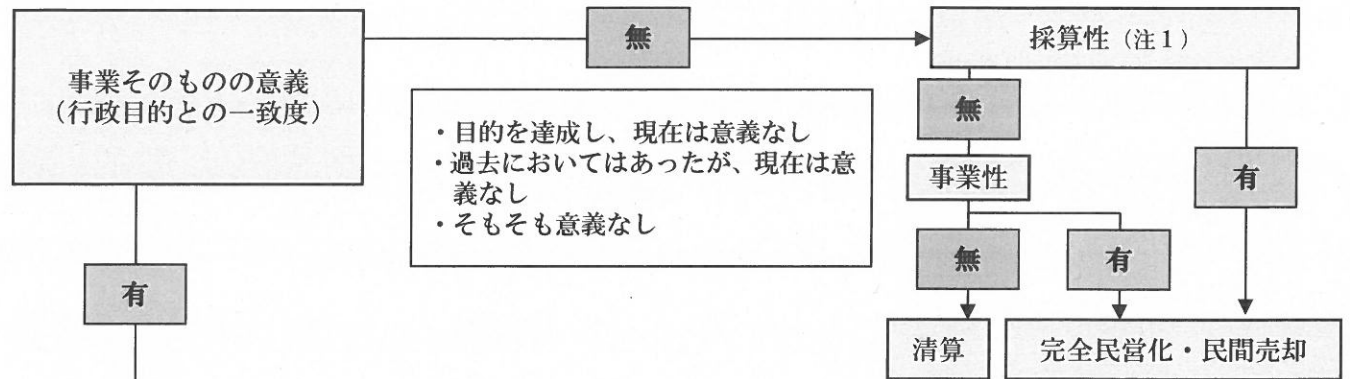 事業そのものの意義
（行政目的との一致度）
無
採算性（注１）
・目的を達成し、現在は意義なし
・過去においてはあったが、現在は意
義なし
・そもそも意義なし
無
事業性
有
有
無
有
清算
完全民営化・民間売却